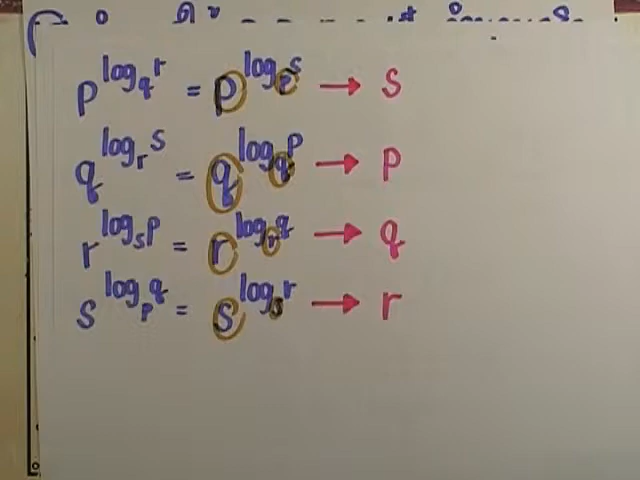 p^{log_q r} = p^{log_p s} → s
q^{log_r s} = q^{log_q p} → p
r^{log_s p} = r^{log_r q} → q
s^{log_p q} = s^{log_s r} → r